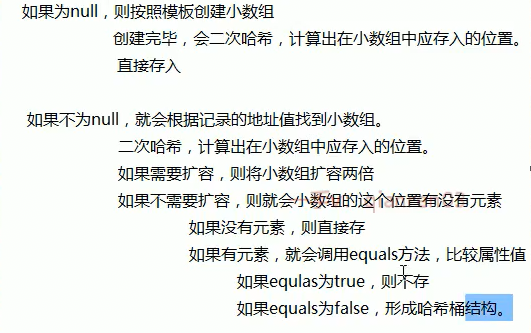 如果为null，则按照模板创建小数组
创建完毕，会二次哈希，计算出在小数组中应存入的位置。
直接存入
如果不为null，就会根据记录的地址值找到小数组。
二次哈希，计算出在小数组中应存入的位置。
如果需要扩容，则将小数组扩容两倍
如果不需要扩容，则就会小数组的这个位置有没有元素
如果没有元素，则直接存
如果有元素，就会调用equals方法，比较属性值
如果equlas为true，则不存
如果equals为false，形成哈希桶结构。